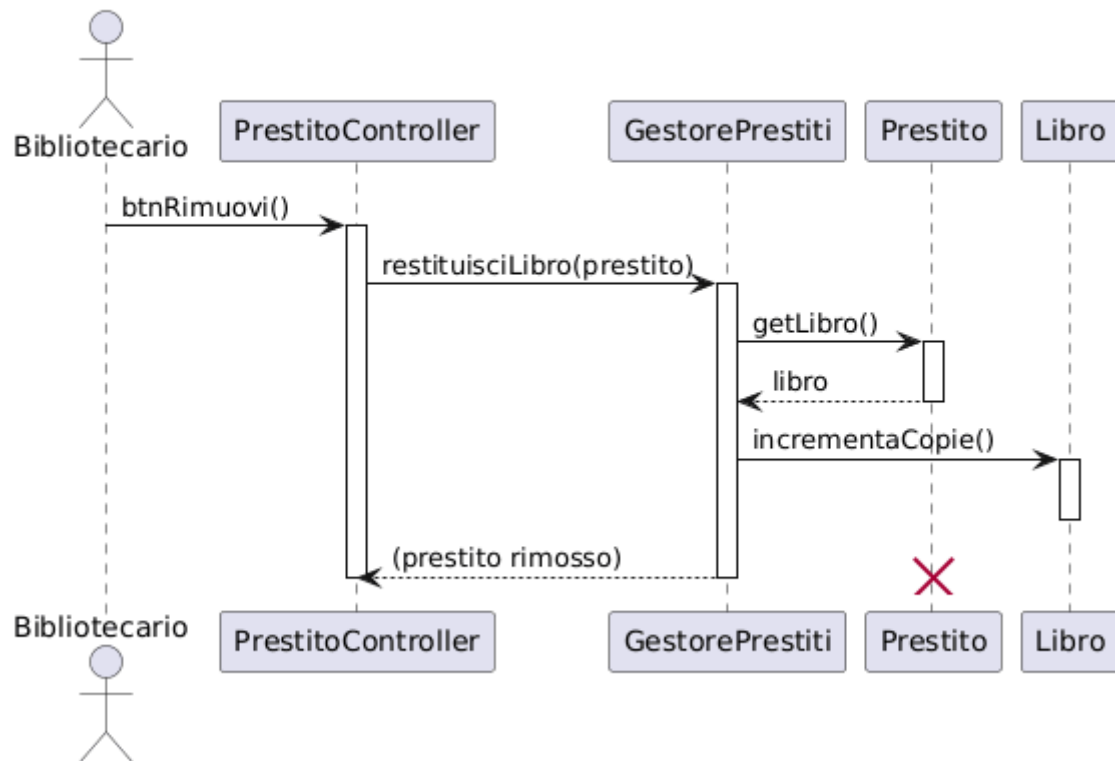 Bibliotecario
PrestitoController
GestorePrestiti
Prestito
Libro
btnRimuovi()
restituisciLibro(prestito)
getLibro()
libro
incrementaCopie()
(prestito rimosso)
Bibliotecario
PrestitoController
GestorePrestiti
Prestito
Libro